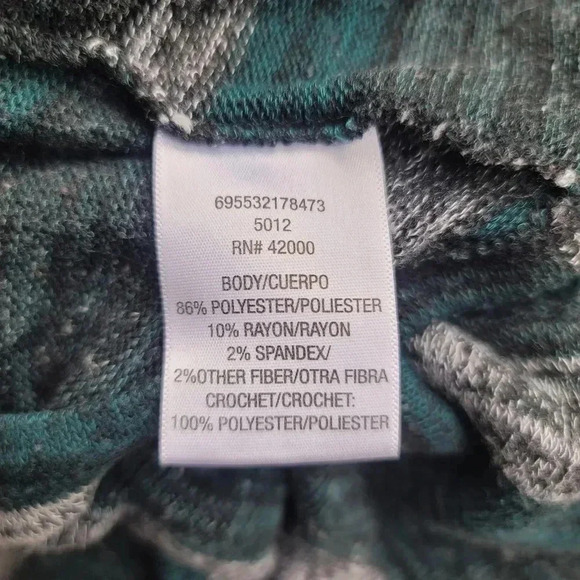 695532178473
5012
RN# 42000
BODY/CUERPO
86% POLYESTER/POLIESTER
10% RAYON/RAYON
2% SPANDEX/
2%OTHER FIBER/OTRA FIBRA
CROCHET/CROCHET:
100% POLYESTER/POLIESTER